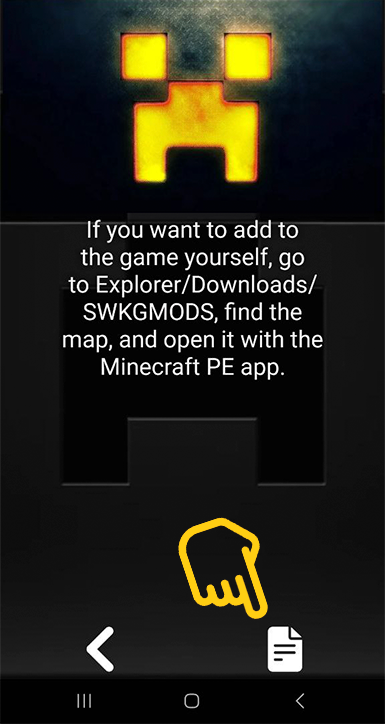 If you want to add to
the game yourself, go
to Explorer/Downloads/
SWKGMODS, find the
map, and open it with the
Minecraft PE app.